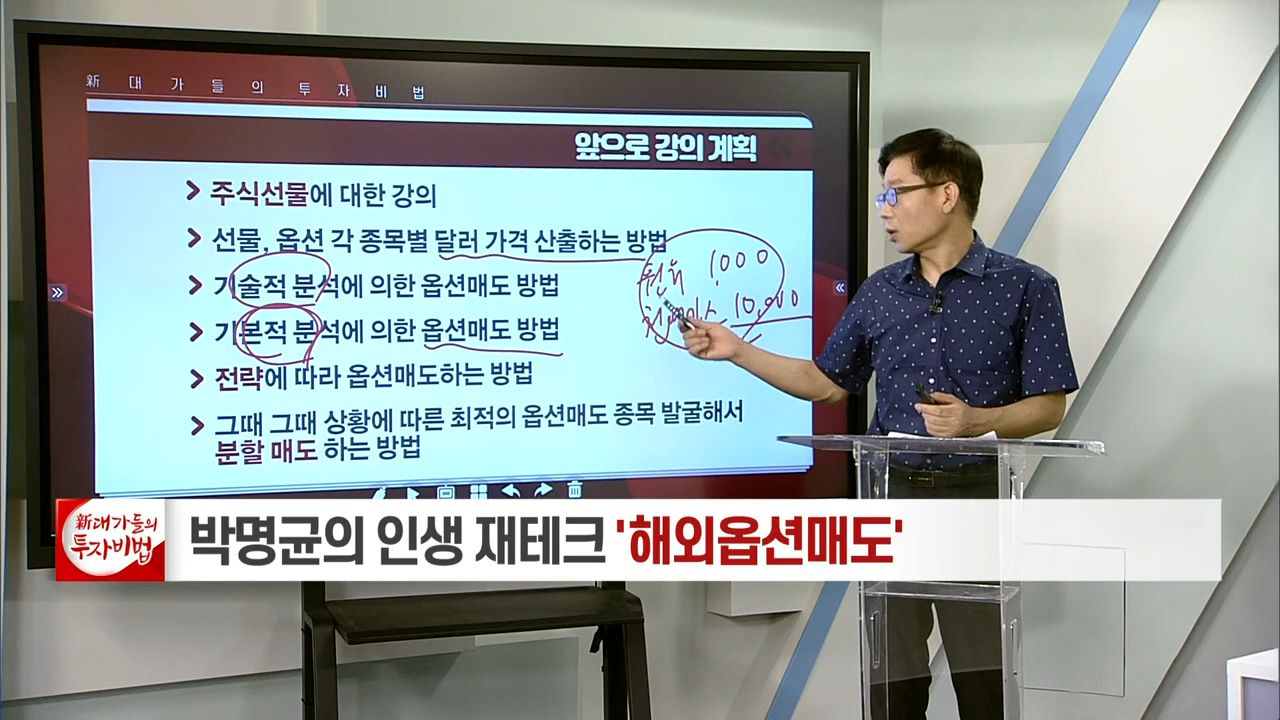 新 대 가 들 의 투 자 비 법
앞으로 강의 계획
주식선물에 대한 강의
선물, 옵션 각 종목별 달러 가격 산출하는 방법
기술적 분석에 의한 옵션매도 방법
기본적 분석에 의한 옵션매도 방법
전략에 따라 옵션매도하는 방법
그때 그때 상황에 따른 최적의 옵션매도 종목 발굴해서
분할 매도 하는 방법
1.000
10,000
新대가들의
투자비법
박명균의 인생 재테크 '해외옵션매도'